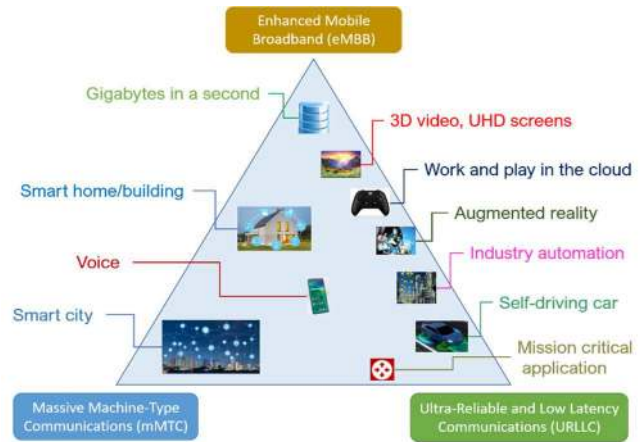 Enhanced Mobile
Broadband (eMBB)
Gigabytes in a second
3D video, UHD screens
Work and play in the cloud
Smart home/building
Augmented reality
Industry automation
Voice
Self-driving car
Smart city
Mission critical
application
Massive Machine-Type
Communications (mMTC)
Ultra-Reliable and Low Latency
Communications (URLLC)